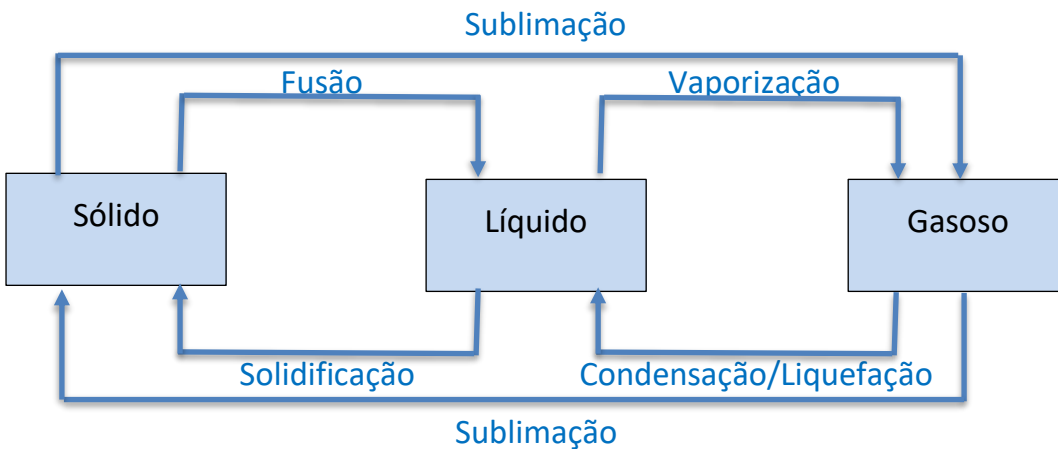 Sublimação
Fusão
Vaporização
Sólido
Líquido
Gasoso
Solidificação
Condensação/Liquefação
Sublimação